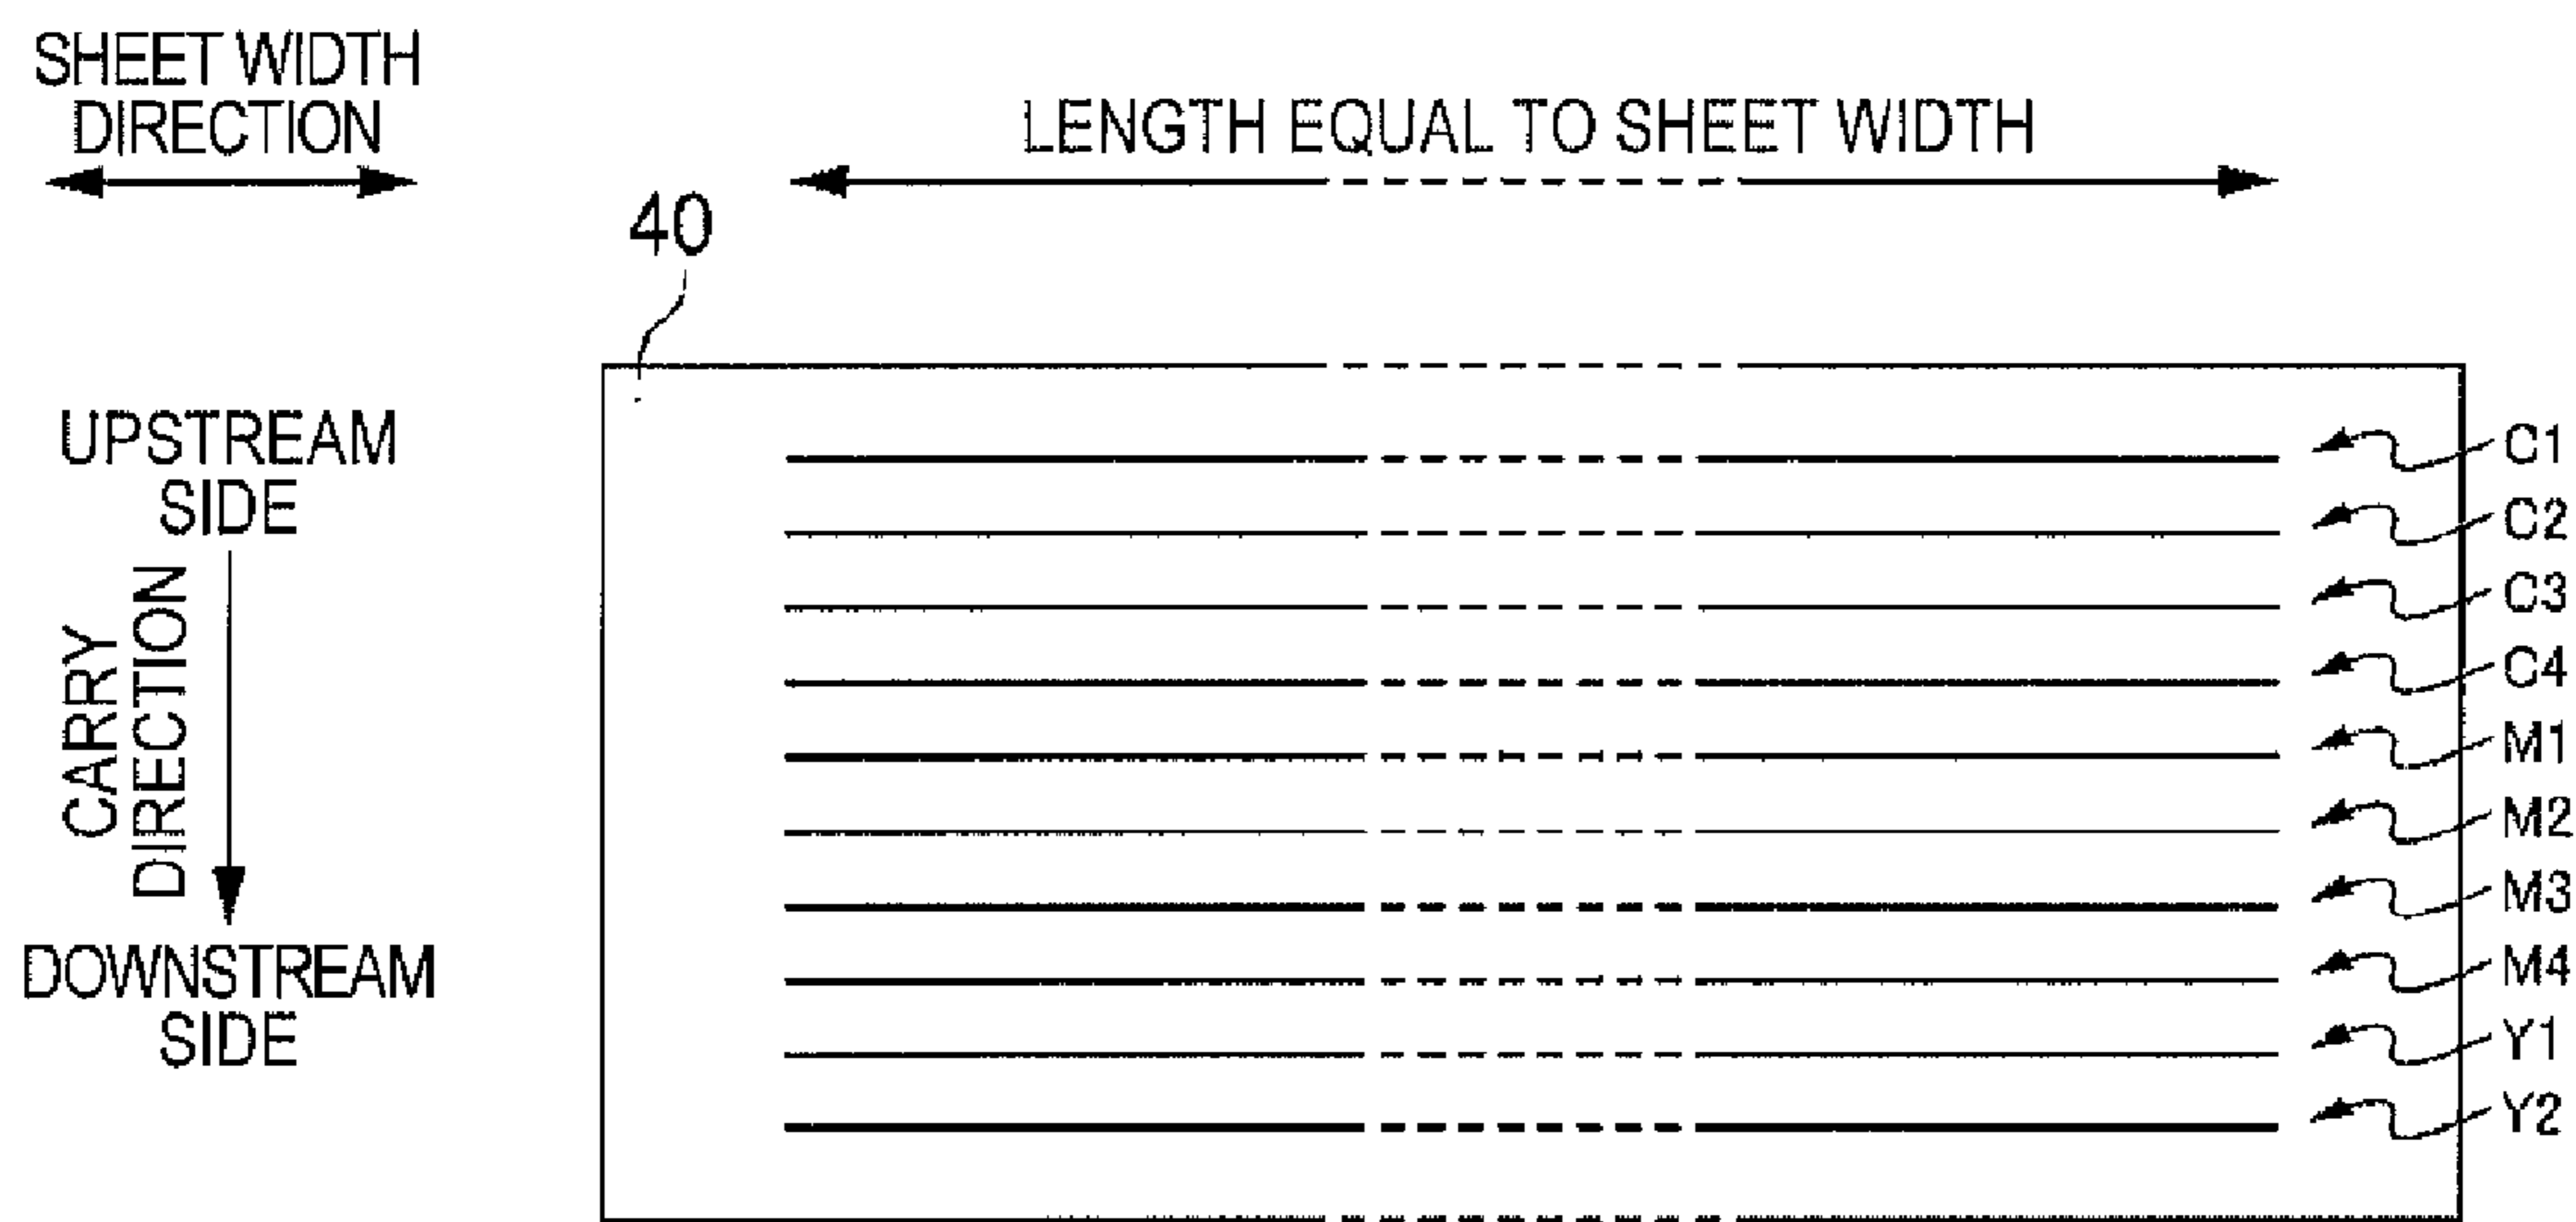 SHEET WIDTH
DIRECTION
LENGTH EQUAL TO SHEET WIDTH
40
UPSTREAM
SIDE
CARRY
DIRECTION
DOWNSTREAM
SIDE
C1
C2
C3
C4
M1
M2
M3
M4
Y1
Y2